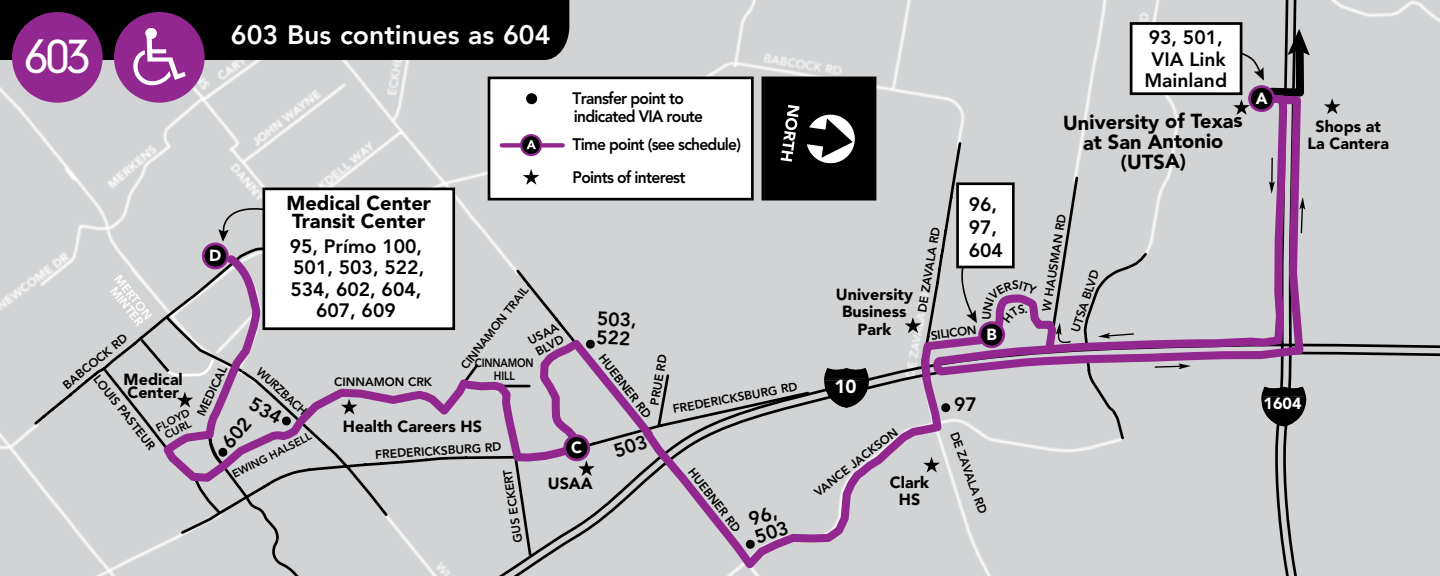 603
603 Bus continues as 604
Transfer point to
indicated VIA route
A
Time point (see schedule)
Points of interest
NORTH
93, 501,
VIA Link
Mainland
A
University of Texas
at San Antonio
(UTSA)
Shops at
La Cantera
BABCOCK RD
JOHN WAYNE
MERKENS
NEWCOME DR
MERTON
MINTER
Medical Center
Transit Center
95, Prímo 100,
501, 503, 522,
534, 602, 604,
607, 609
D
96,
97,
604
DE ZAVALA RD
W HAUSMAN RD
UTSA BLVD
UNIVERSITY
HTS.
University
Business
Park
SILICON
B
BABCOCK RD
LOUIS PASTEUR
Medical
Center
FLOYD
CURL
MEDICAL
WURZBACH
534
602
EWING HALSELL
CINNAMON CRK
Health Careers HS
CINNAMON TRAIL
CINNAMON
HILL
USAA
BLVD
503,
522
HUEBNER RD
PRUE RD
FREDERICKSBURG RD
10
1604
FREDERICKSBURG RD
C
USAA
503
GUS ECKERT
HUEBNER RD
96,
503
VANCE JACKSON
97
DE ZAVALA RD
Clark
HS